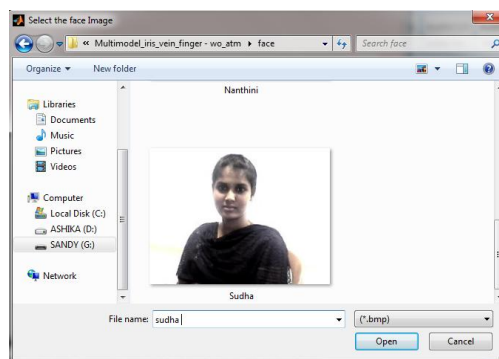 Select the face Image
« Multimodel_iris_vein_finger - wo_atm ▸ face
Search face
Organize ▾ New folder
Nanthini
Libraries
Documents
Music
Pictures
Videos
Computer
Local Disk (C:)
ASHIKA (D:)
SANDY (G:)
Network
Sudha
File name: sudha
(*.bmp)
Open Cancel